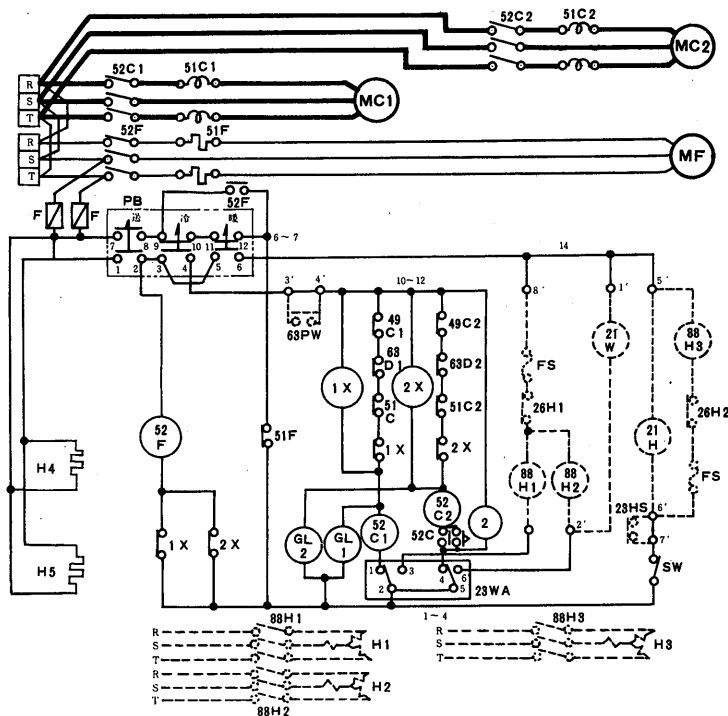 52C2
51C2
MC2
52C1
51C1
MC1
R
S
T
52F
51F
R
S
T
MF
F
F
PB
52F
送
冷
暖
7
8
9
10
11
12
6~7
1
2
3
4
5
6
14
3'
4'
10~12
8'
1'
5'
63PW
49
C1
49C2
21
W
88
H3
63
D1
63D2
FS
1X
2X
51
C
51C2
26H1
26H2
52
F
51F
1X
2X
21
H
H4
88
H1
88
H2
FS
52
C2
23HS
6'
GL
2
GL
1
52
C1
52C
2
2'
7'
1X
2X
SW
H5
1
3
4
6
2
5
23WA
1~4
88H1
R
S
T
H1
88H3
R
S
T
H3
R
S
T
H2
88H2